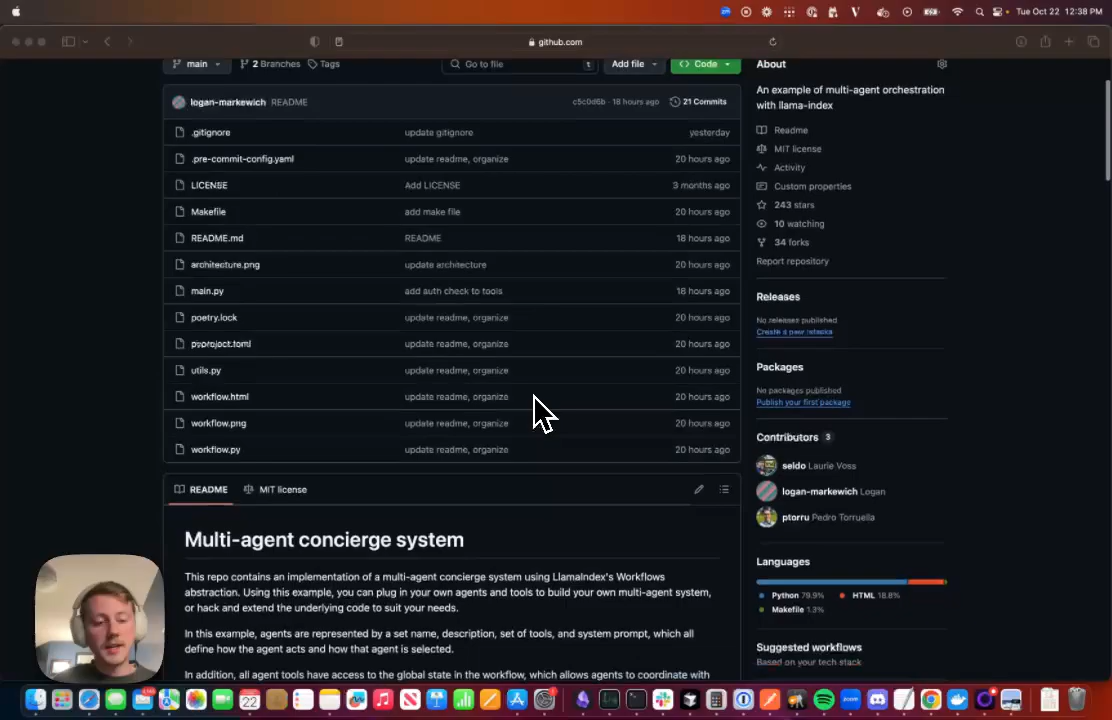 Tue Oct 22 12:38 PM
github.com
main 2 Branches Tags Go to file t Add file Code
logan-markewich README c5c0d6b · 18 hours ago 21 Commits
.gitignore update gitignore yesterday
.pre-commit-config.yaml update readme, organize 20 hours ago
LICENSE Add LICENSE 3 months ago
Makefile add make file 20 hours ago
README.md README 18 hours ago
architecture.png update architecture 20 hours ago
main.py add auth check to tools 18 hours ago
poetry.lock update readme, organize 20 hours ago
pyproject.toml update readme, organize 20 hours ago
utils.py update readme, organize 20 hours ago
workflow.html update readme, organize 20 hours ago
workflow.png update readme, organize 20 hours ago
workflow.py update readme, organize 20 hours ago
README MIT license
Multi-agent concierge system
This repo contains an implementation of a multi-agent concierge system using LlamaIndex's Workflows
abstraction. Using this example, you can plug in your own agents and tools to build your own multi-agent system,
or hack and extend the underlying code to suit your needs.
In this example, agents are represented by a set name, description, set of tools, and system prompt, which all
define how the agent acts and how that agent is selected.
In addition, all agent tools have access to the global state in the workflow, which allows agents to coordinate with
About
An example of multi-agent orchestration
with llama-index
Readme
MIT license
Activity
Custom properties
243 stars
10 watching
34 forks
Report repository
Releases
No releases published
Create a new release
Packages
No packages published
Publish your first package
Contributors 3
seldo Laurie Voss
logan-markewich Logan
ptorru Pedro Torruella
Languages
Python 79.9% HTML 18.8%
Makefile 1.3%
Suggested workflows
Based on your tech stack